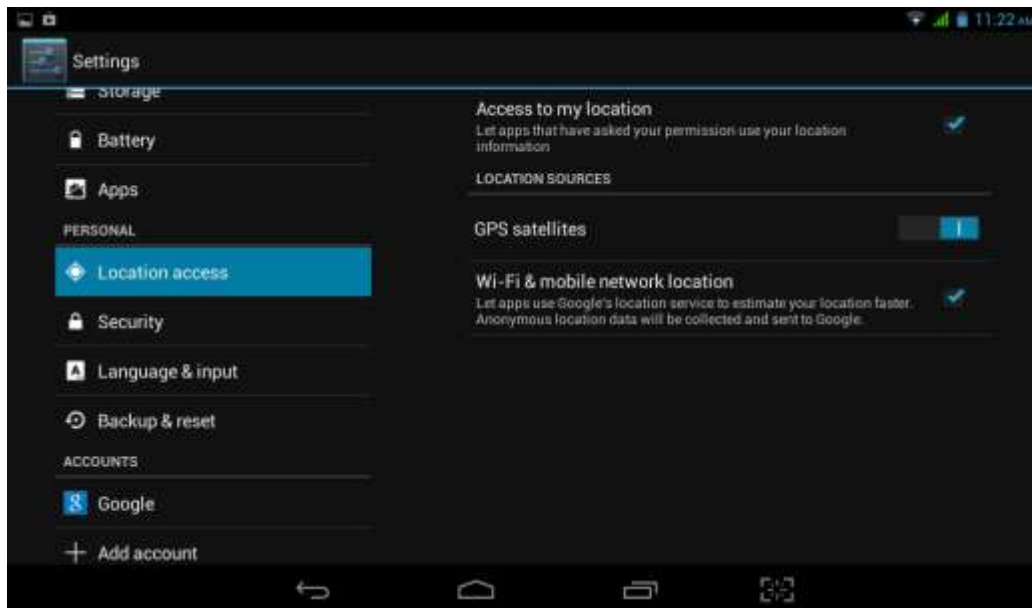 11.22 AM
Settings
Storage
Battery
Apps
PERSONAL
Location access
Security
Language & input
Backup & reset
ACCOUNTS
Google
Add account
Access to my location
Let apps that have asked your permission use your location
information
LOCATION SOURCES
GPS satellites
Wi-Fi & mobile network location
Let apps use Google's location service to estimate your location faster.
Anonymous location data will be collected and sent to Google.